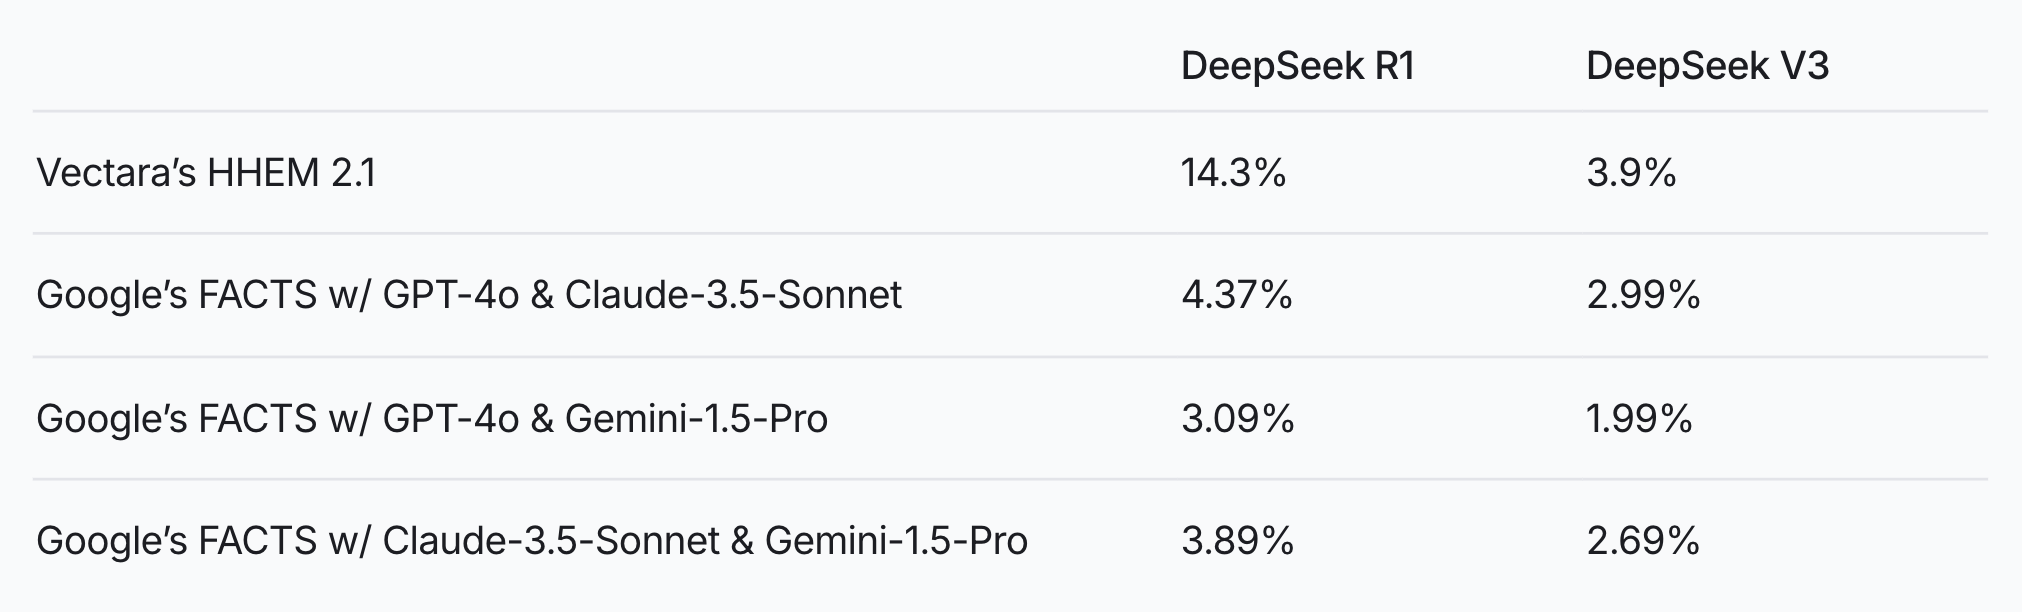 DeepSeek R1 DeepSeek V3
Vectara’s HHEM 2.1 14.3% 3.9%
Google’s FACTS w/ GPT-4o & Claude-3.5-Sonnet 4.37% 2.99%
Google’s FACTS w/ GPT-4o & Gemini-1.5-Pro 3.09% 1.99%
Google’s FACTS w/ Claude-3.5-Sonnet & Gemini-1.5-Pro 3.89% 2.69%